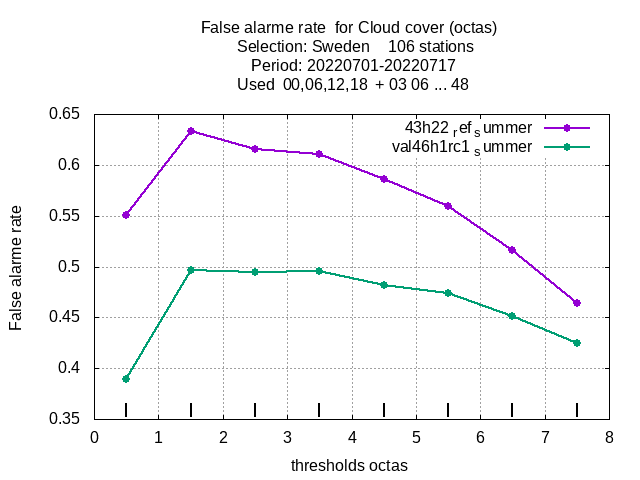 False alarme rate for Cloud cover (octas)
Selection: Sweden 106 stations
Period: 20220701-20220717
Used 00,06,12,18 + 03 06 ... 48
43h22_ref_summer
val46h1rc1_summer
False alarme rate
0.65
0.6
0.55
0.5
0.45
0.4
0.35
0 1 2 3 4 5 6 7 8
thresholds octas